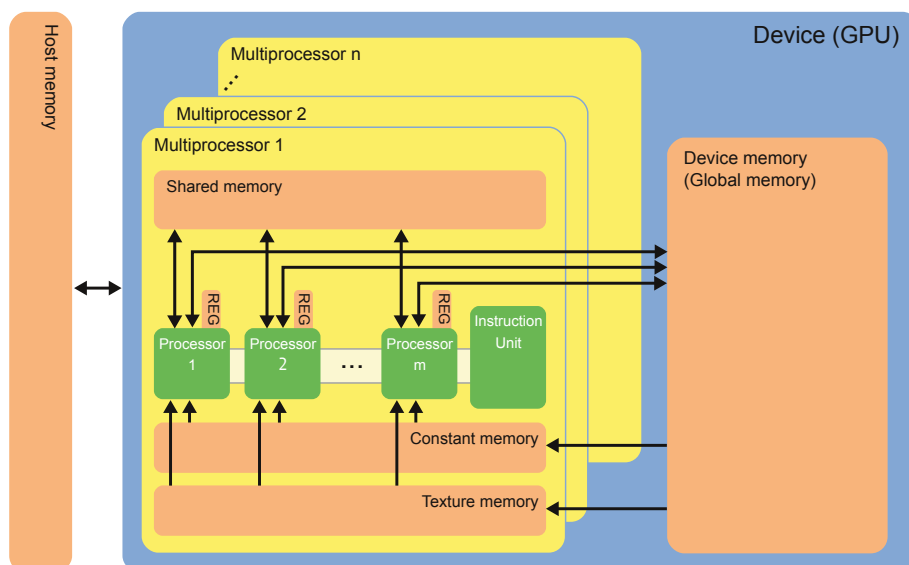 Host memory
Device (GPU)
Multiprocessor n
Multiprocessor 2
Multiprocessor 1
Shared memory
Device memory
(Global memory)
REG
REG
REG
Processor
1
Processor
2
...
Processor
m
Instruction
Unit
Constant memory
Texture memory